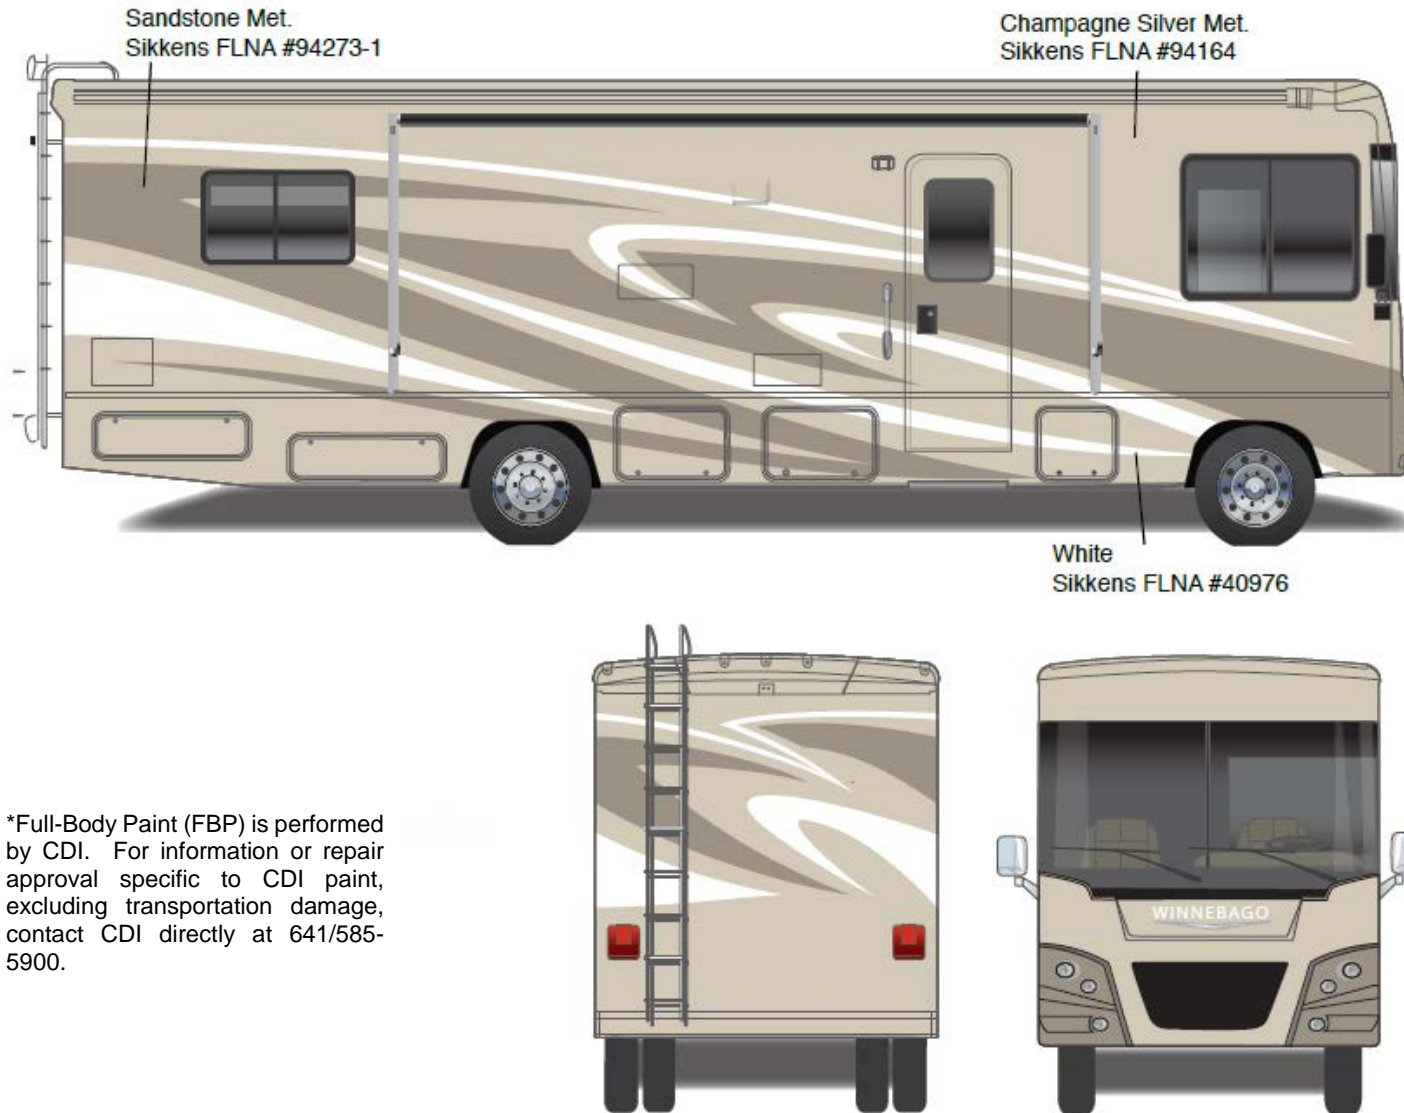 Sandstone Met.
Sikkens FLNA #94273-1
Champagne Silver Met.
Sikkens FLNA #94164
White
Sikkens FLNA #40976
*Full-Body Paint (FBP) is performed
by CDI. For information or repair
approval specific to CDI paint,
excluding transportation damage,
contact CDI directly at 641/585-
5900.
WINNEBAGO